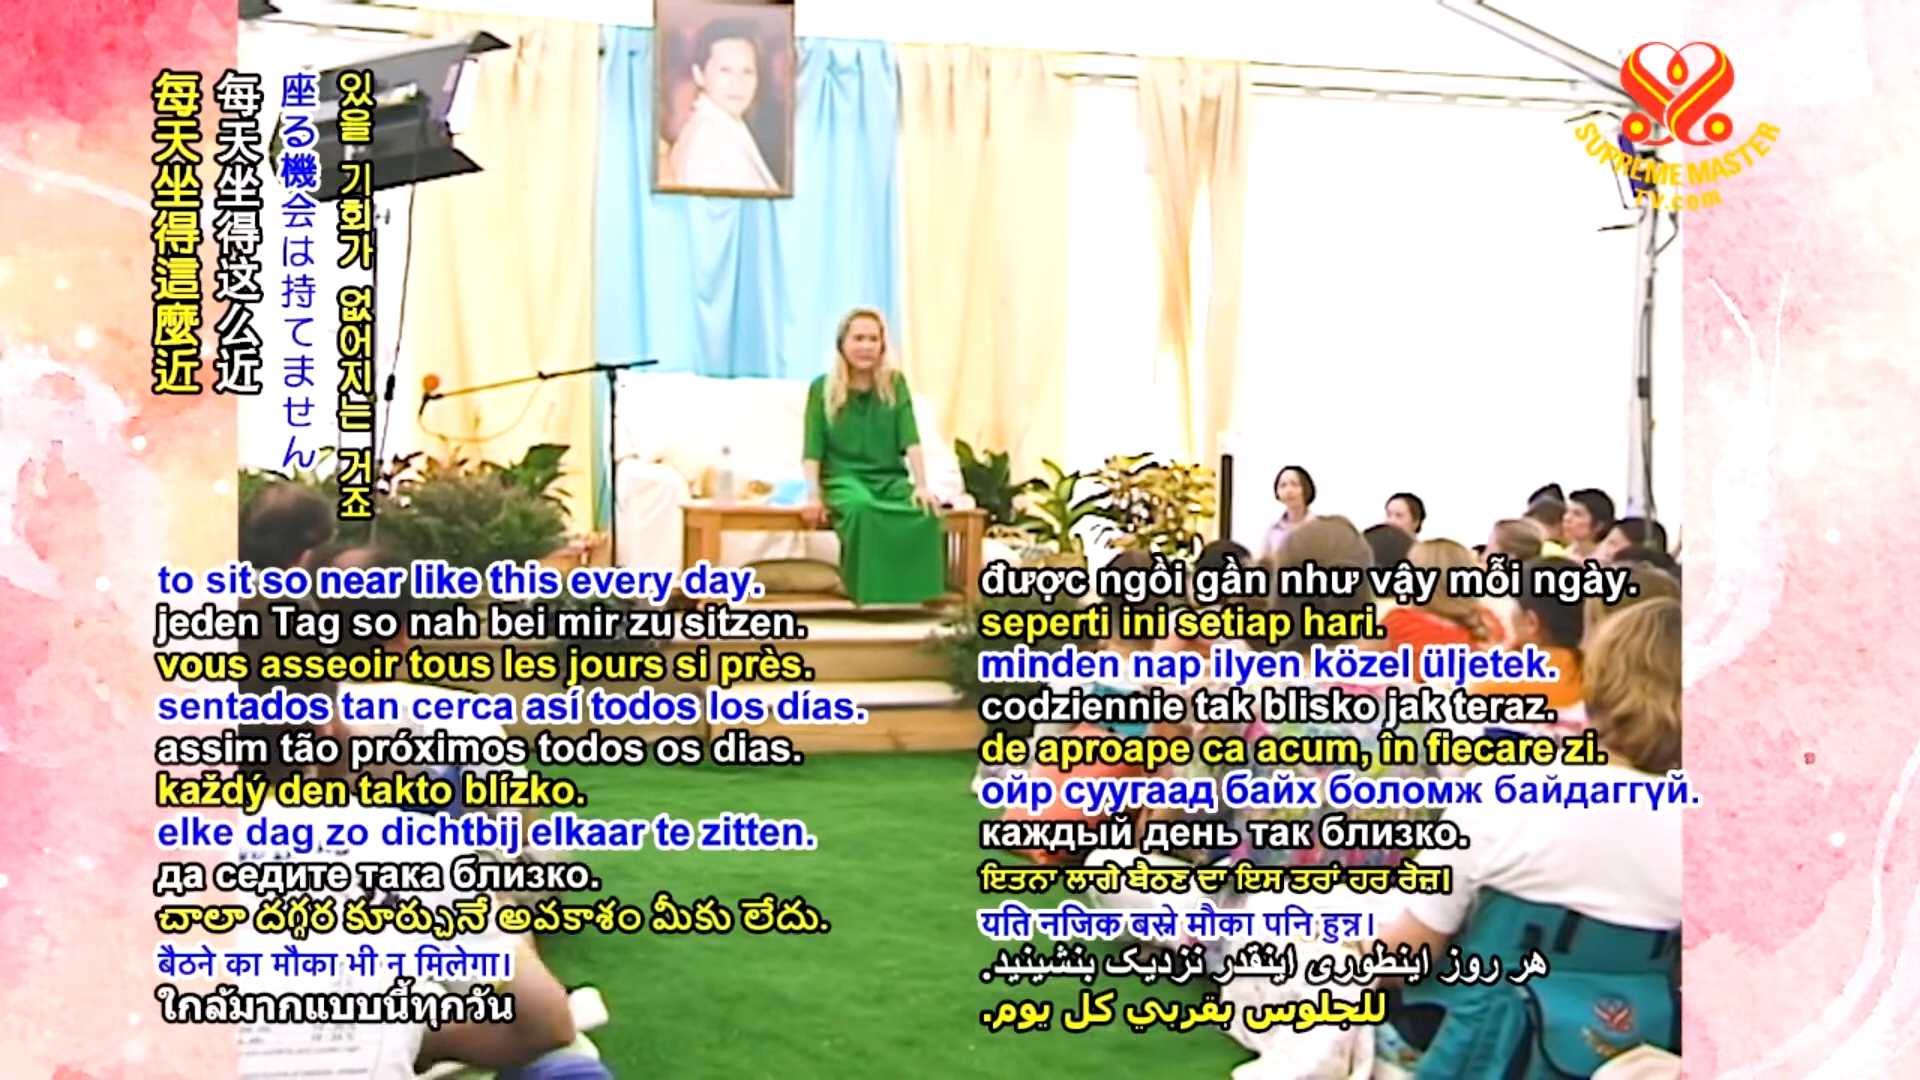 每天坐得這麼近
每天坐得这么近
座る機会は持てません
있을 기회가 없어지는 거죠
SUPREME MASTER
TV.com
to sit so near like this every day.
jeden Tag so nah bei mir zu sitzen.
vous asseoir tous les jours si près.
sentados tan cerca así todos los días.
assim tão próximos todos os dias.
každý den takto blízko.
elke dag zo dichtbij elkaar te zitten.
да седите така близко.
చాలా దగ్గర కూర్చునే అవకాశం మీకు లేదు.
बैठने का मौका भी न मिलेगा।
ใกล้มากแบบนี้ทุกวัน
được ngồi gần như vậy mỗi ngày.
seperti ini setiap hari.
minden nap ilyen közel üljetek.
codziennie tak blisko jak teraz.
de aproape ca acum, în fiecare zi.
ойр суугаад байх боломж байдаггүй.
каждый день так близко.
ਇਤਨਾ ਲਾਗੇ ਬੈਠਣ ਦਾ ਇਸ ਤਰਾਂ ਹਰ ਰੋਜ਼।
यति नजिक बस्ने मौका पनि हुन्न।
هر روز اینطوری اینقدر نزدیک بنشینید.
للجلوس بقربي كل يوم.